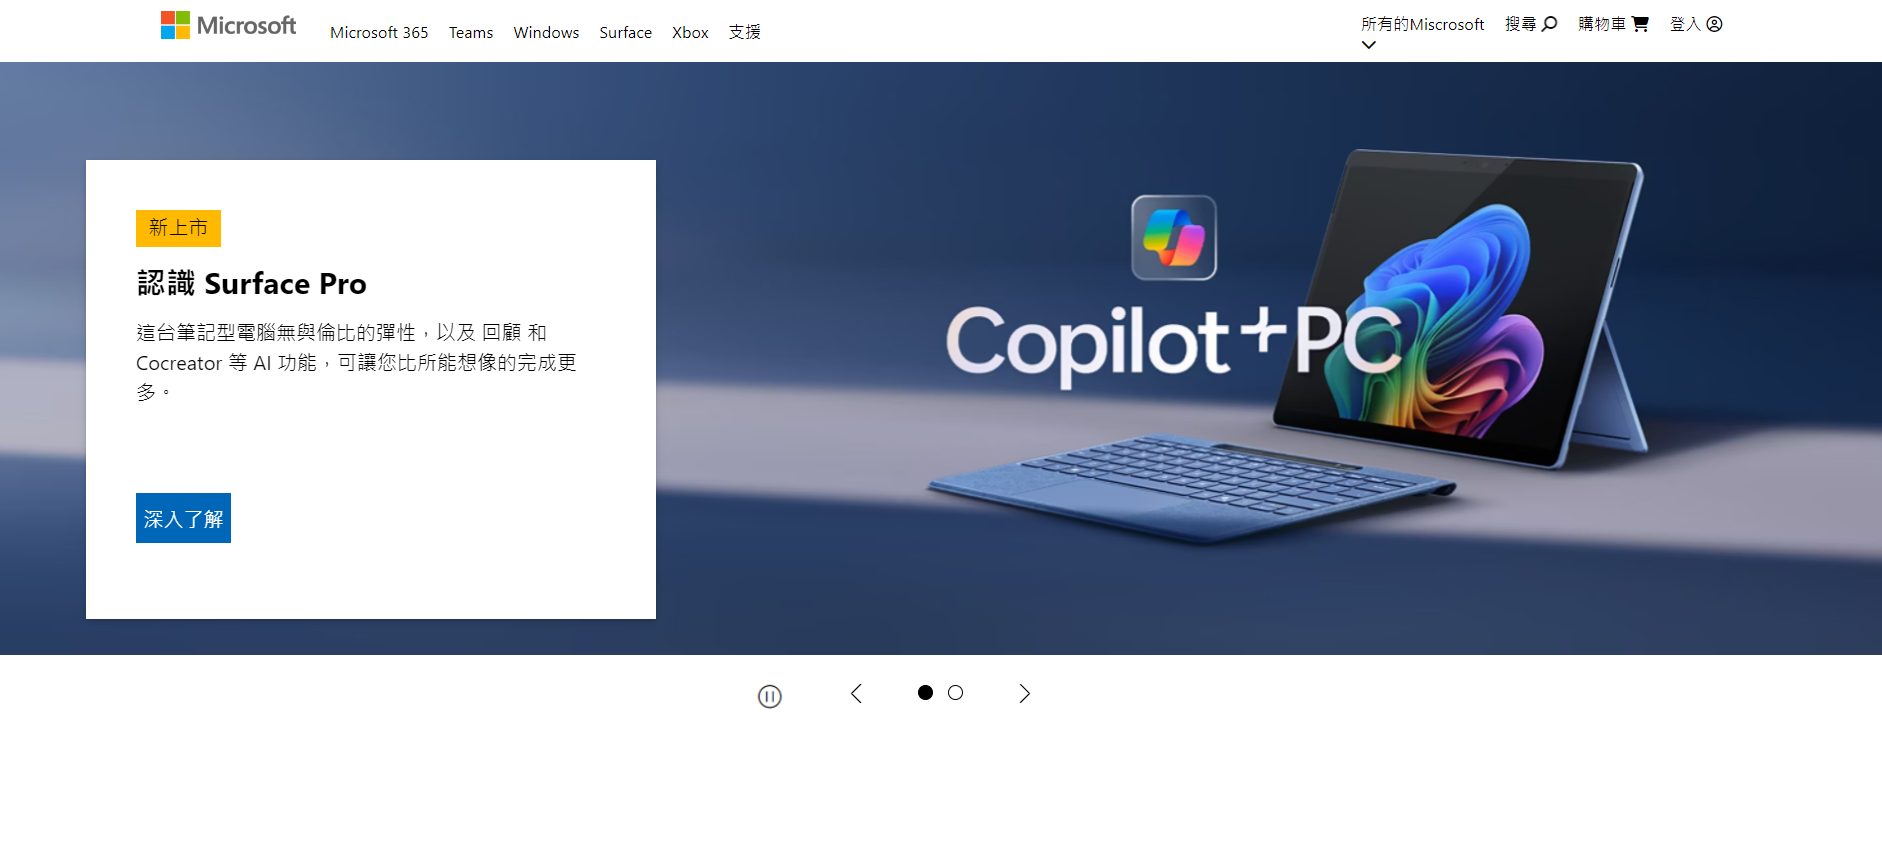 Microsoft
Microsoft 365 Teams Windows Surface Xbox 支援
所有的Miscrosoft 搜尋 購物車 登入
新上市
認識 Surface Pro
這台筆記型電腦無與倫比的彈性，以及 回顧 和
Cocreator 等 AI 功能，可讓您比所能想像的完成更
多。
深入了解
Copilot+PC